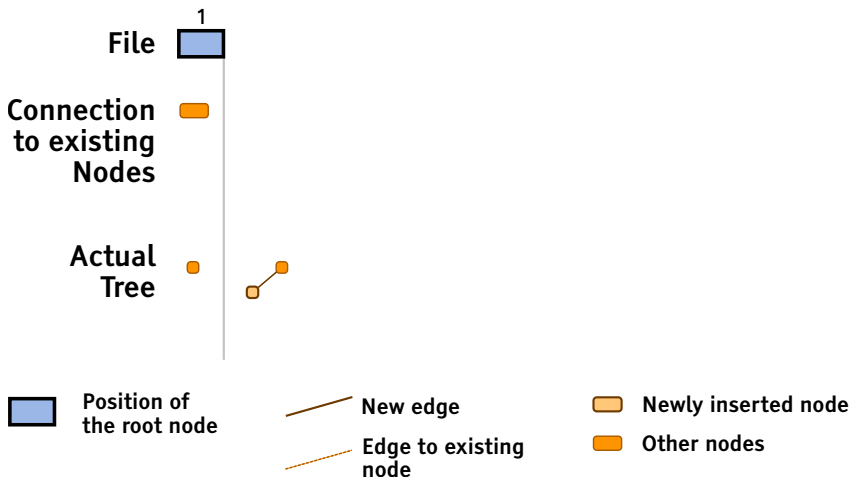 1
File
Connection
to existing
Nodes
Actual
Tree
Position of
the root node
New edge
Edge to existing
node
Newly inserted node
Other nodes